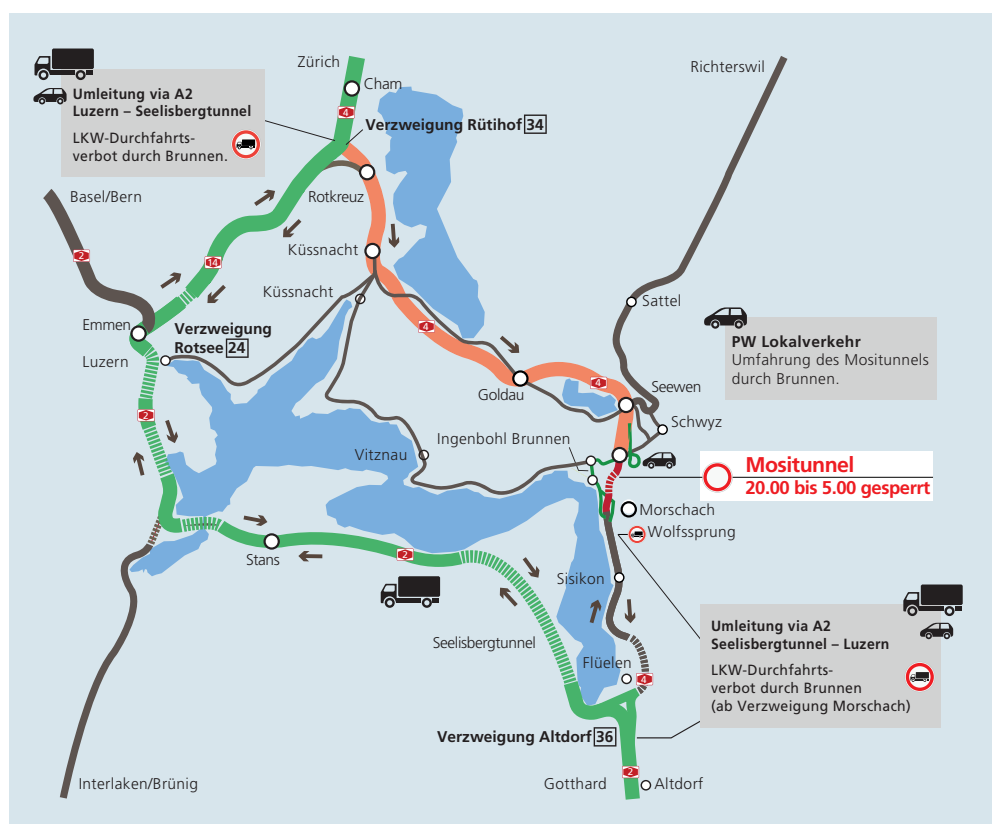 Zürich
Cham
Richterswil
Umleitung via A2
Luzern – Seelisbergtunnel
LKW-Durchfahrts-
verbot durch Brunnen.
4
Verzweigung Rütihof 34
Basel/Bern
Rotkreuz
2
14
Küssnacht
Küssnacht
Sattel
Emmen
Verzweigung
Rotsee 24
Luzern
4
PW Lokalverkehr
Umfahrung des Mositunnels
durch Brunnen.
Goldau
4
Seewen
2
Schwyz
Ingenbohl Brunnen
Vitznau
Mositunnel
20.00 bis 5.00 gesperrt
Morschach
Wolfssprung
Stans
2
Sisikon
Seelisbergtunnel
Umleitung via A2
Seelisbergtunnel – Luzern
LKW-Durchfahrts-
verbot durch Brunnen
(ab Verzweigung Morschach)
Flüelen
4
Verzweigung Altdorf 36
2
Interlaken/Brünig
Gotthard
Altdorf